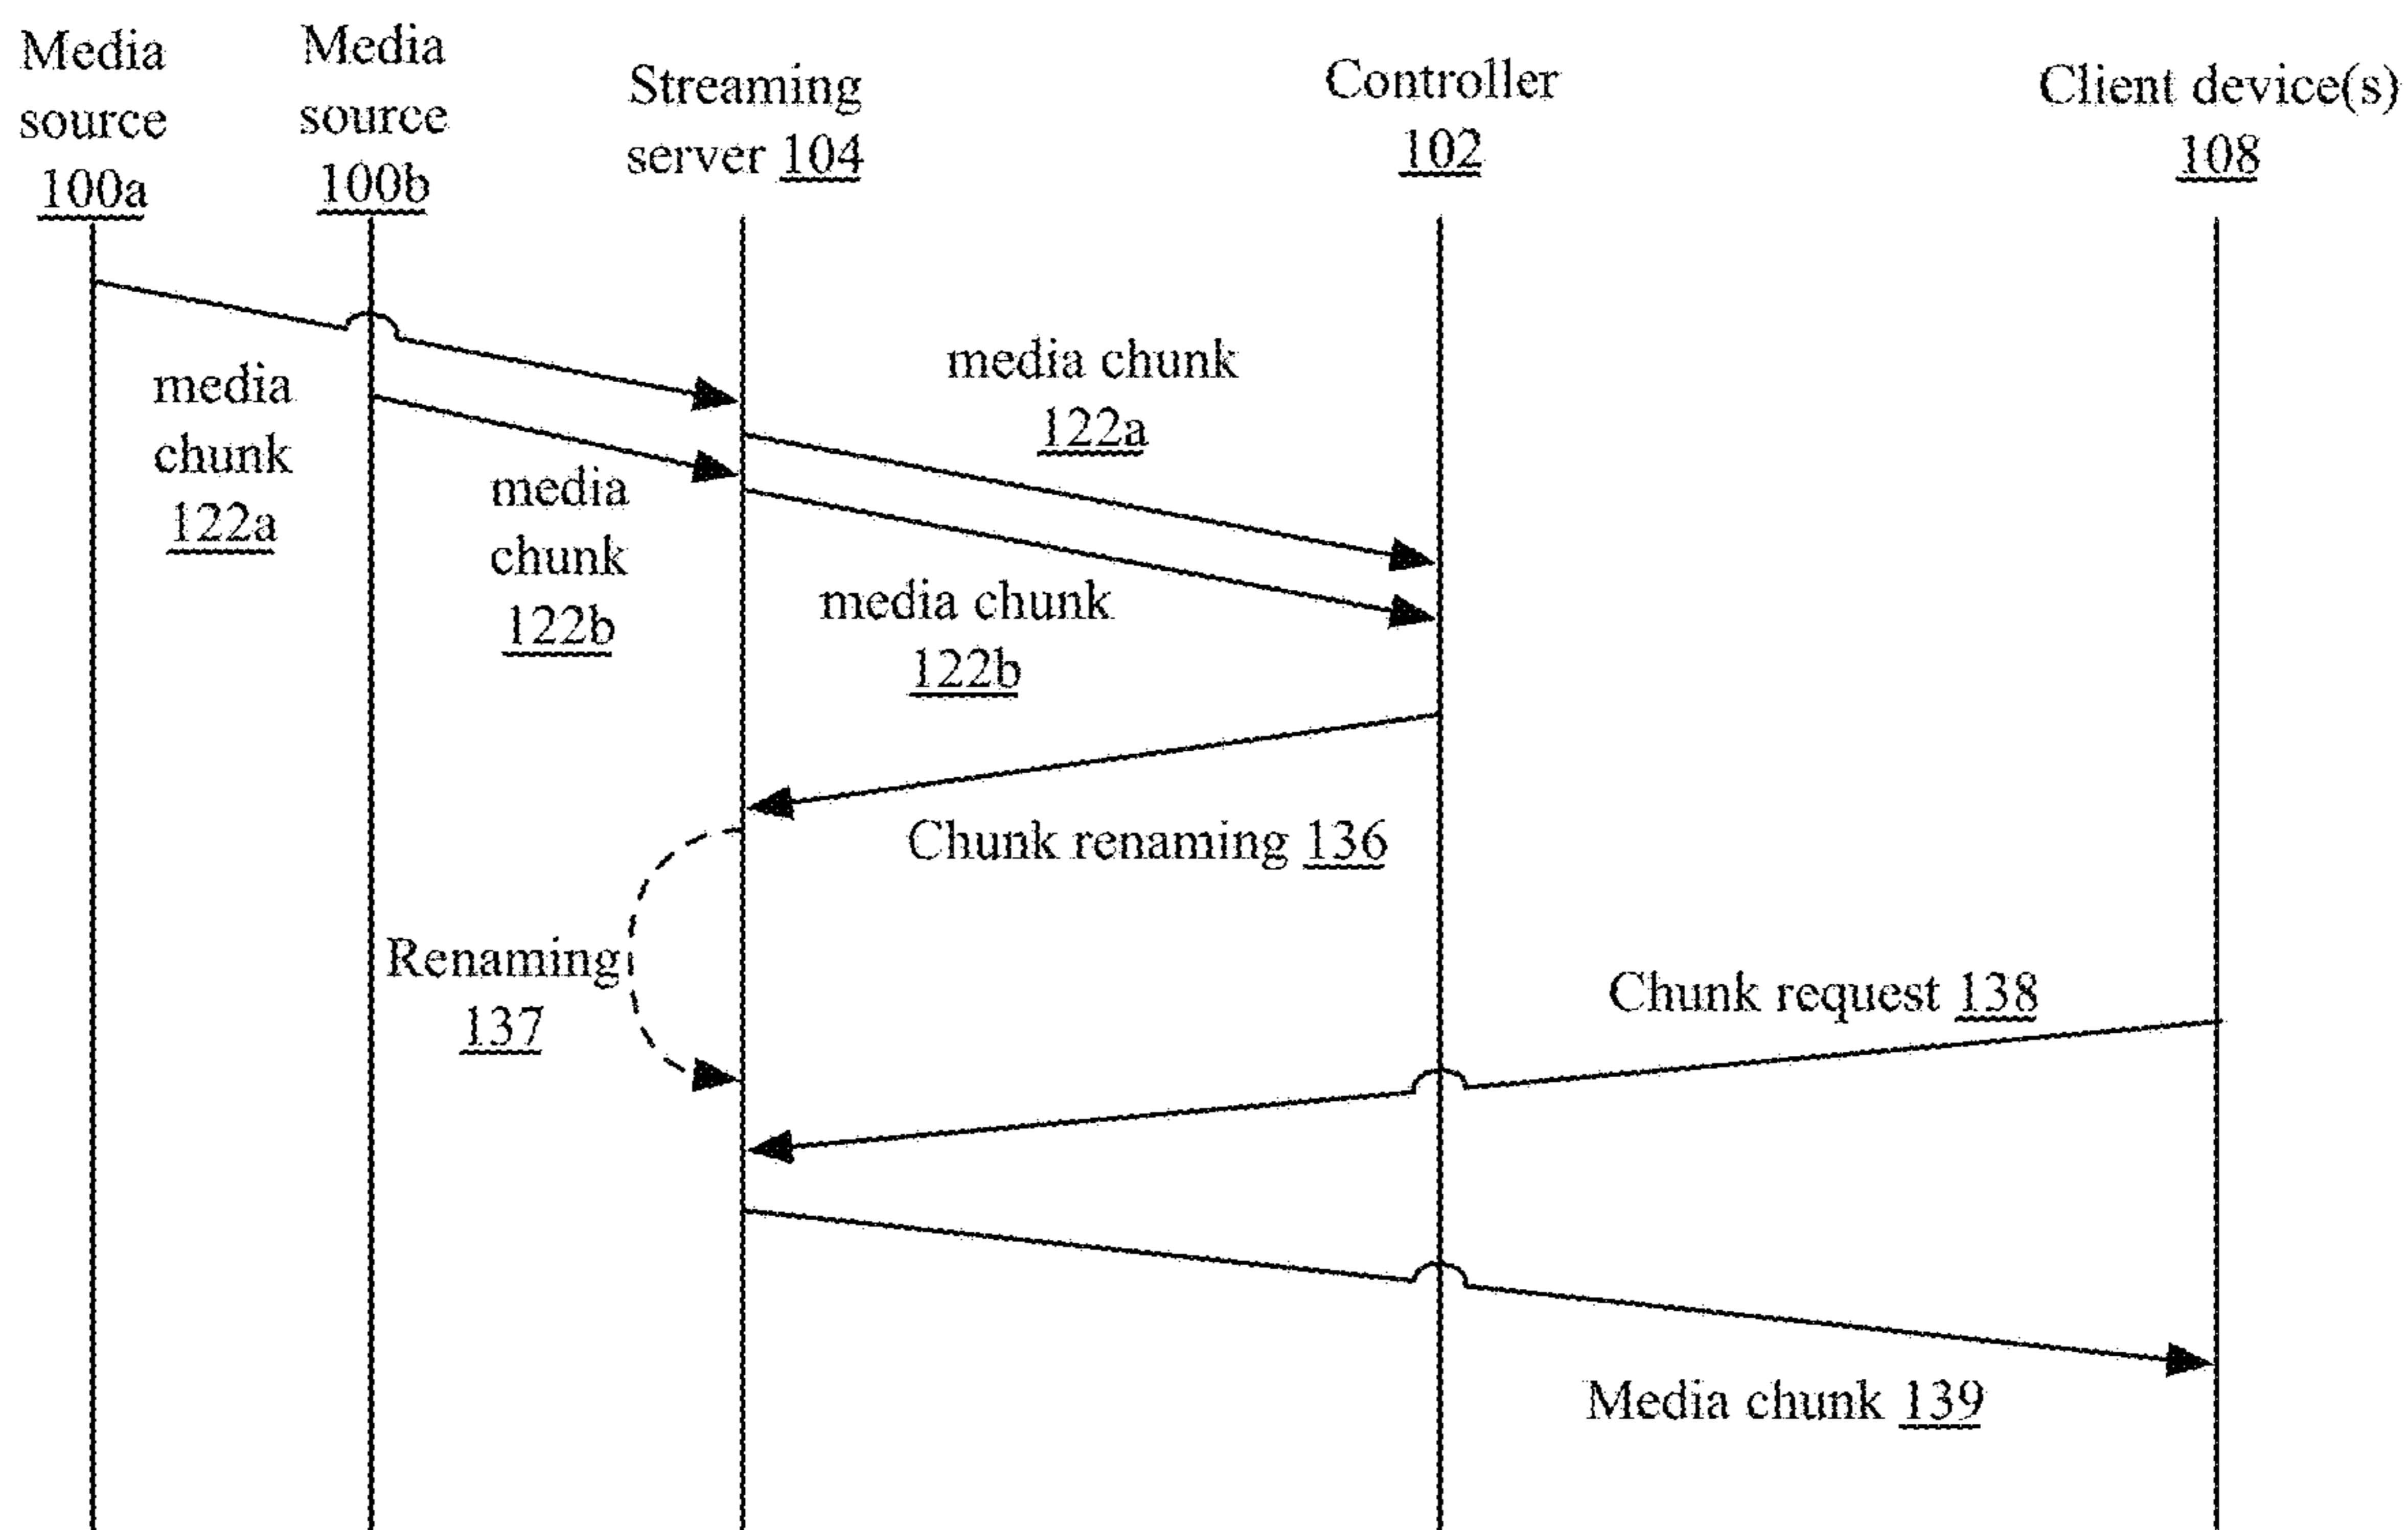 Media
source
100a
Media
source
100b
Streaming
server 104
Controller
102
Client device(s)
108
media chunk
122a
media
chunk
122a
media
chunk
122b
media chunk
122b
Chunk renaming 136
Renaming
137
Chunk request 138
Media chunk 139